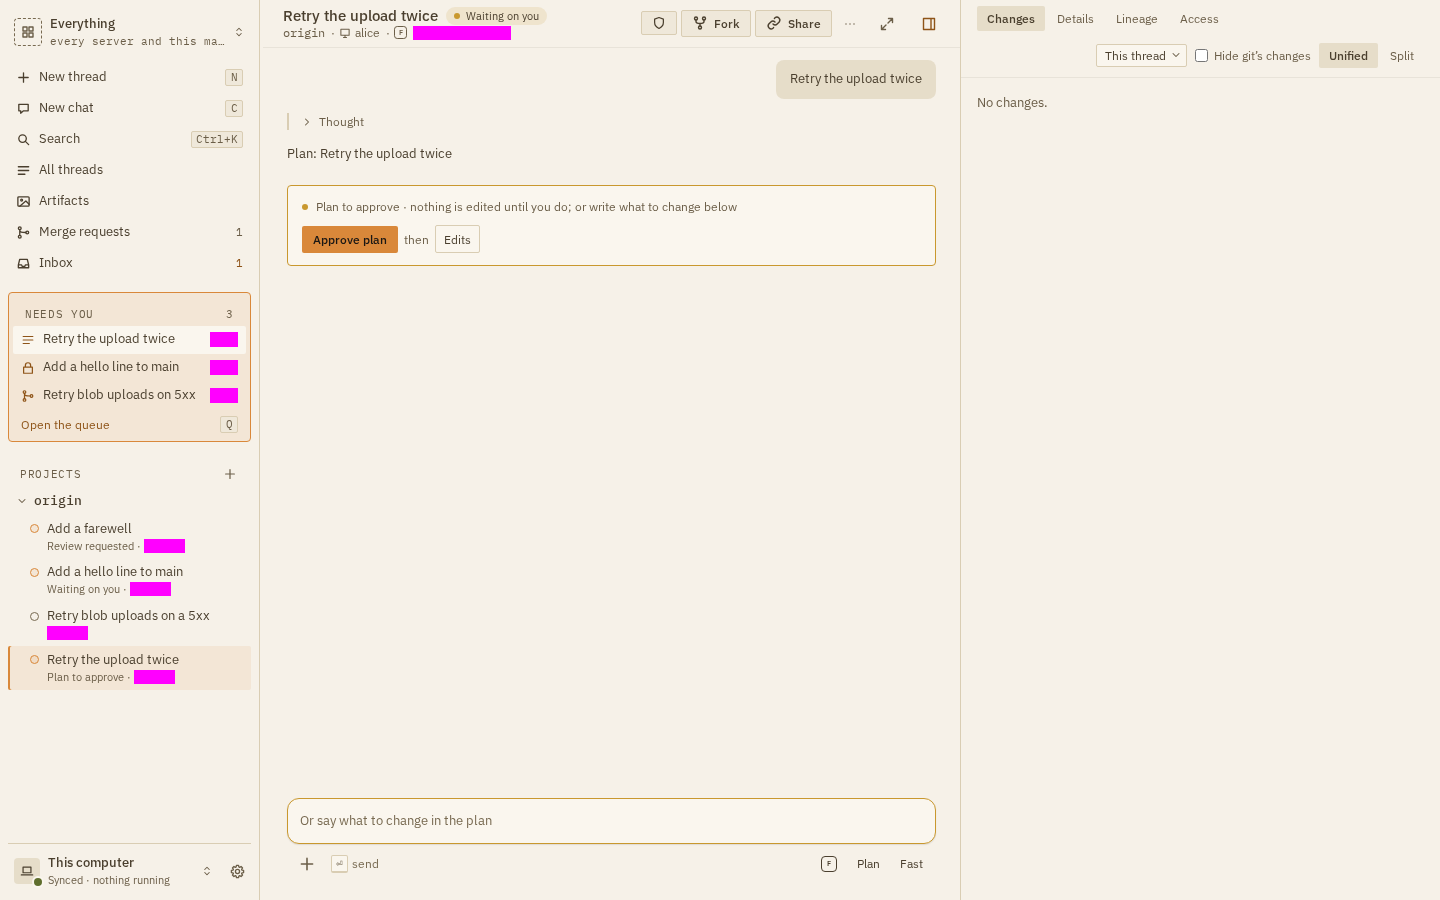 Everything
every server and this ma…
New thread N
New chat C
Search Ctrl+K
All threads
Artifacts
Merge requests 1
Inbox 1
NEEDS YOU 3
Retry the upload twice
Add a hello line to main
Retry blob uploads on 5xx
Open the queue Q
PROJECTS
origin
Add a farewell
Review requested ·
Add a hello line to main
Waiting on you ·
Retry blob uploads on a 5xx
Retry the upload twice
Plan to approve ·
This computer
Synced · nothing running
Retry the upload twice Waiting on you
origin · alice · F
Fork Share ···
Retry the upload twice
Thought
Plan: Retry the upload twice
Plan to approve · nothing is edited until you do; or write what to change below
Approve plan then Edits
Or say what to change in the plan
⏎ send F Plan Fast
Changes Details Lineage Access
This thread Hide git's changes Unified Split
No changes.